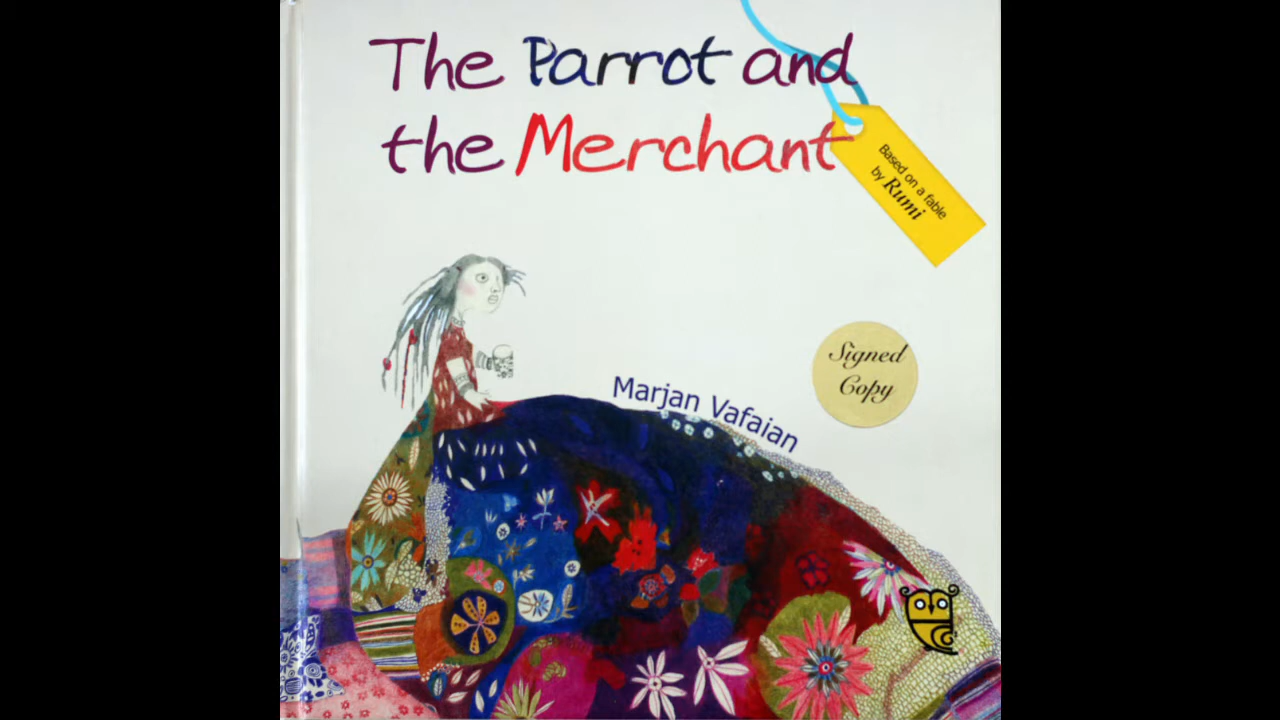 The Parrot and
the Merchant
Based on a fable
by Rumi
Signed
Copy
Marjan Vafaian